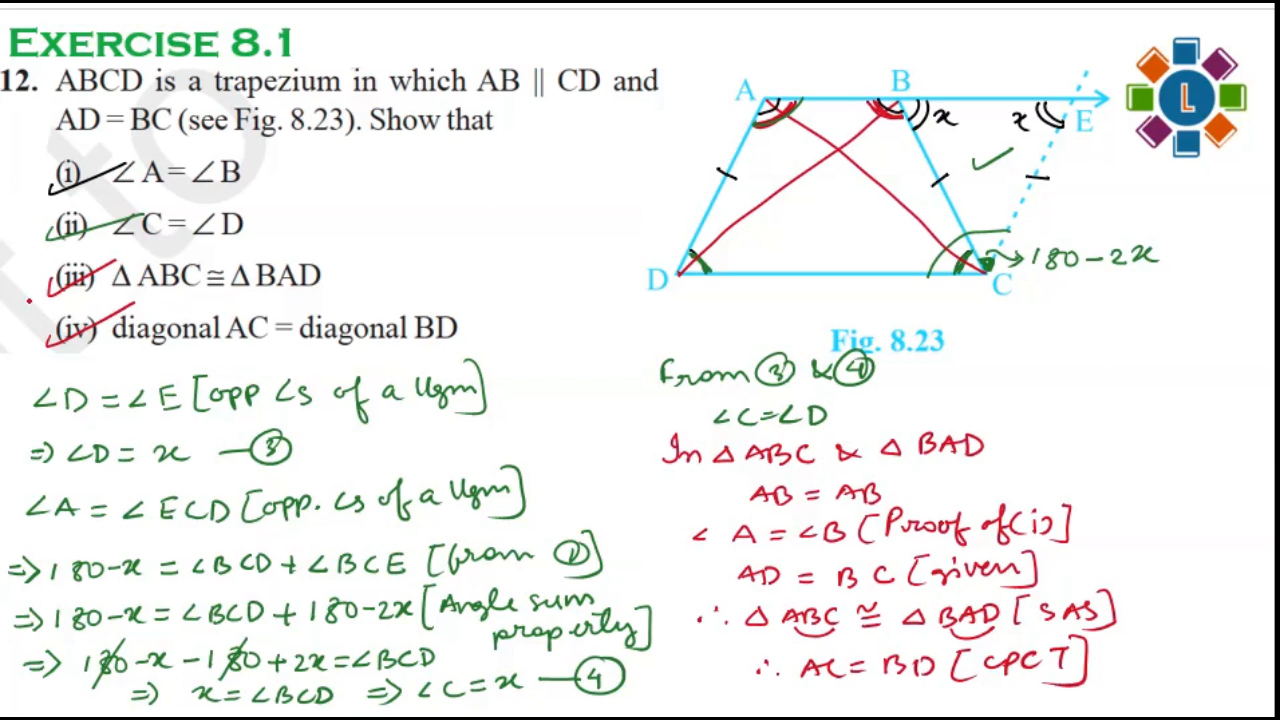 EXERCISE 8.1
12. ABCD is a trapezium in which AB || CD and
AD = BC (see Fig. 8.23). Show that
(i) ∠A = ∠B
(ii) ∠C = ∠D
(iii) Δ ABC ≅ Δ BAD
(iv) diagonal AC = diagonal BD
A
B
x
x
E
D
C
180-2x
Fig. 8.23
L
∠D = ∠E [opp ∠s of a ||gm]
⇒ ∠D = x —③
∠A = ∠ECD [opp. ∠s of a ||gm]
⇒ 180-x = ∠BCD + ∠BCE [from ①]
⇒ 180-x = ∠BCD + 180-2x [Angle sum
property]
⇒ 180-x-180+2x = ∠BCD
⇒ x = ∠BCD ⇒ ∠C = x —④
From ③ & ④
∠C = ∠D
In Δ ABC & Δ BAD
AB = AB
∠A = ∠B [Proof of (i)]
AD = BC [given]
∴ Δ ABC ≅ Δ BAD [SAS]
∴ AC = BD [CPCT]